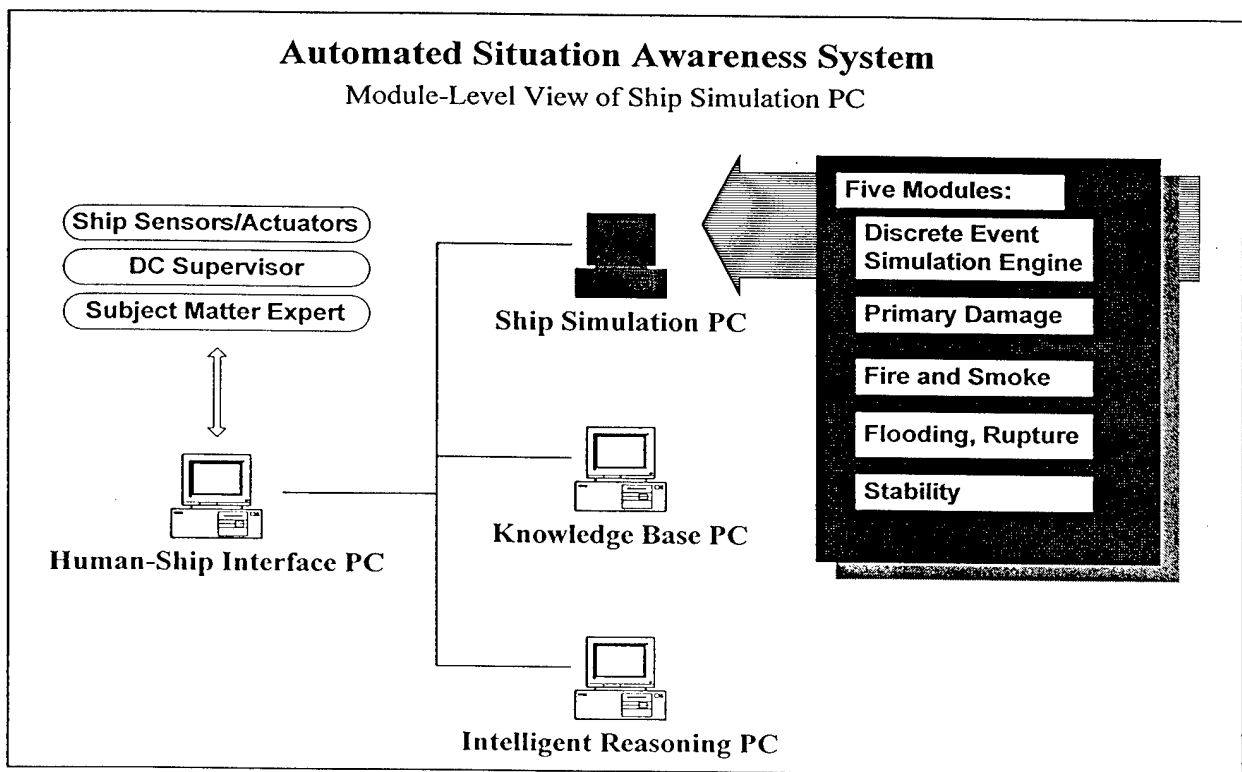 Automated Situation Awareness System
Module-Level View of Ship Simulation PC
Ship Sensors/Actuators
DC Supervisor
Subject Matter Expert
Human-Ship Interface PC
Ship Simulation PC
Knowledge Base PC
Intelligent Reasoning PC
Five Modules:
Discrete Event
Simulation Engine
Primary Damage
Fire and Smoke
Flooding, Rupture
Stability